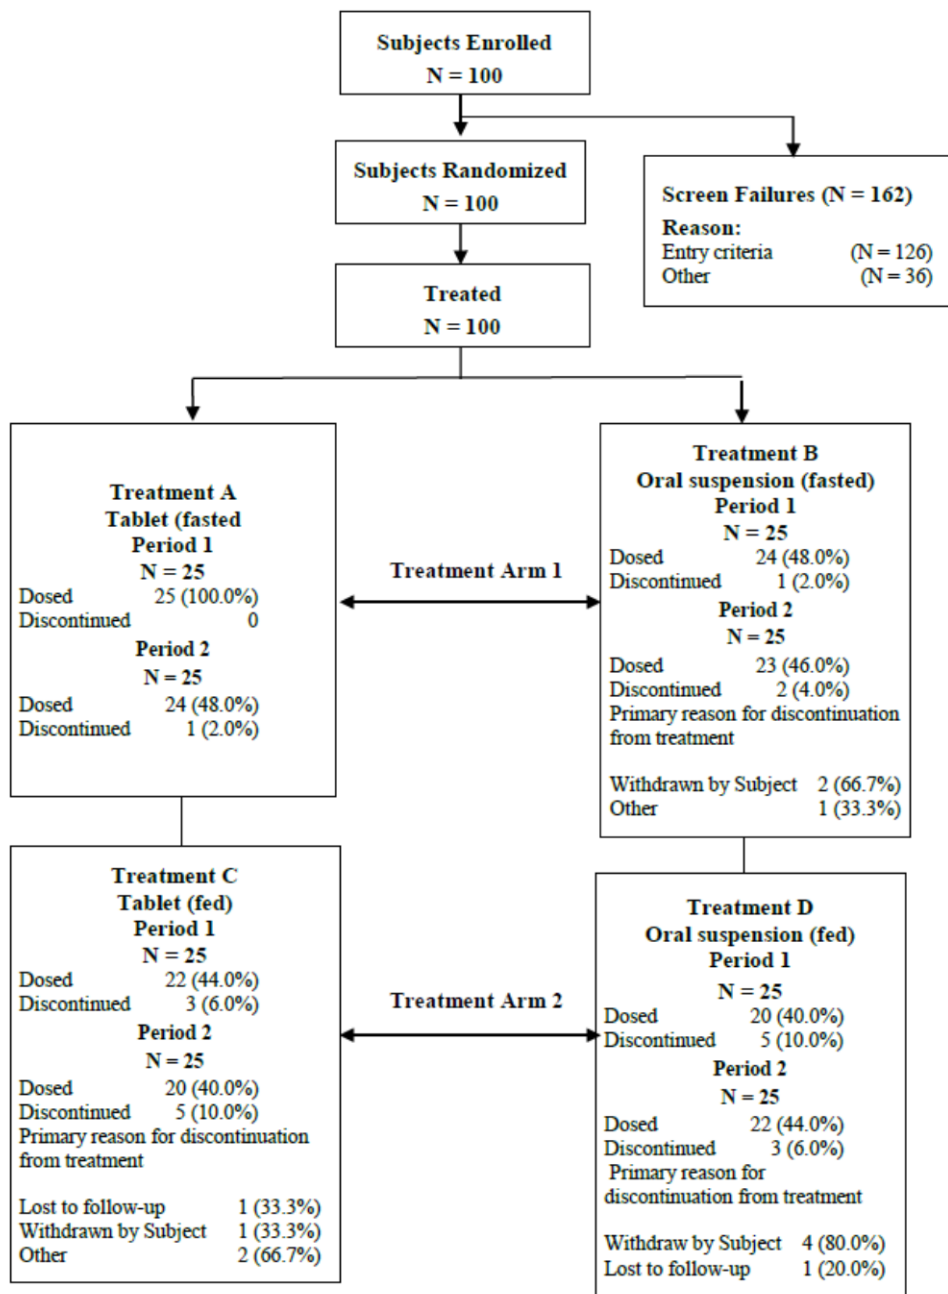 Subjects Enrolled
N = 100
Subjects Randomized
N = 100
Screen Failures (N = 162)
Reason:
Entry criteria (N = 126)
Other (N = 36)
Treated
N = 100
Treatment A
Tablet (fasted
Period 1
N = 25
Dosed 25 (100.0%)
Discontinued 0
Period 2
N = 25
Dosed 24 (48.0%)
Discontinued 1 (2.0%)
Treatment Arm 1
Treatment B
Oral suspension (fasted)
Period 1
N = 25
Dosed 24 (48.0%)
Discontinued 1 (2.0%)
Period 2
N = 25
Dosed 23 (46.0%)
Discontinued 2 (4.0%)
Primary reason for discontinuation
from treatment
Withdrawn by Subject 2 (66.7%)
Other 1 (33.3%)
Treatment C
Tablet (fed)
Period 1
N = 25
Dosed 22 (44.0%)
Discontinued 3 (6.0%)
Period 2
N = 25
Dosed 20 (40.0%)
Discontinued 5 (10.0%)
Primary reason for discontinuation
from treatment
Lost to follow-up 1 (33.3%)
Withdrawn by Subject 1 (33.3%)
Other 2 (66.7%)
Treatment Arm 2
Treatment D
Oral suspension (fed)
Period 1
N = 25
Dosed 20 (40.0%)
Discontinued 5 (10.0%)
Period 2
N = 25
Dosed 22 (44.0%)
Discontinued 3 (6.0%)
Primary reason for
discontinuation from treatment
Withdraw by Subject 4 (80.0%)
Lost to follow-up 1 (20.0%)